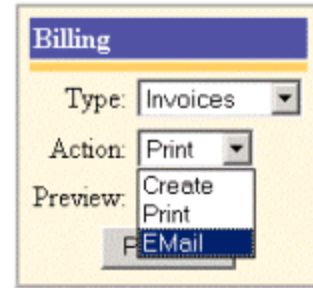 Billing
Type: Invoices
Action: Print
Create
Preview:
Print
EMail